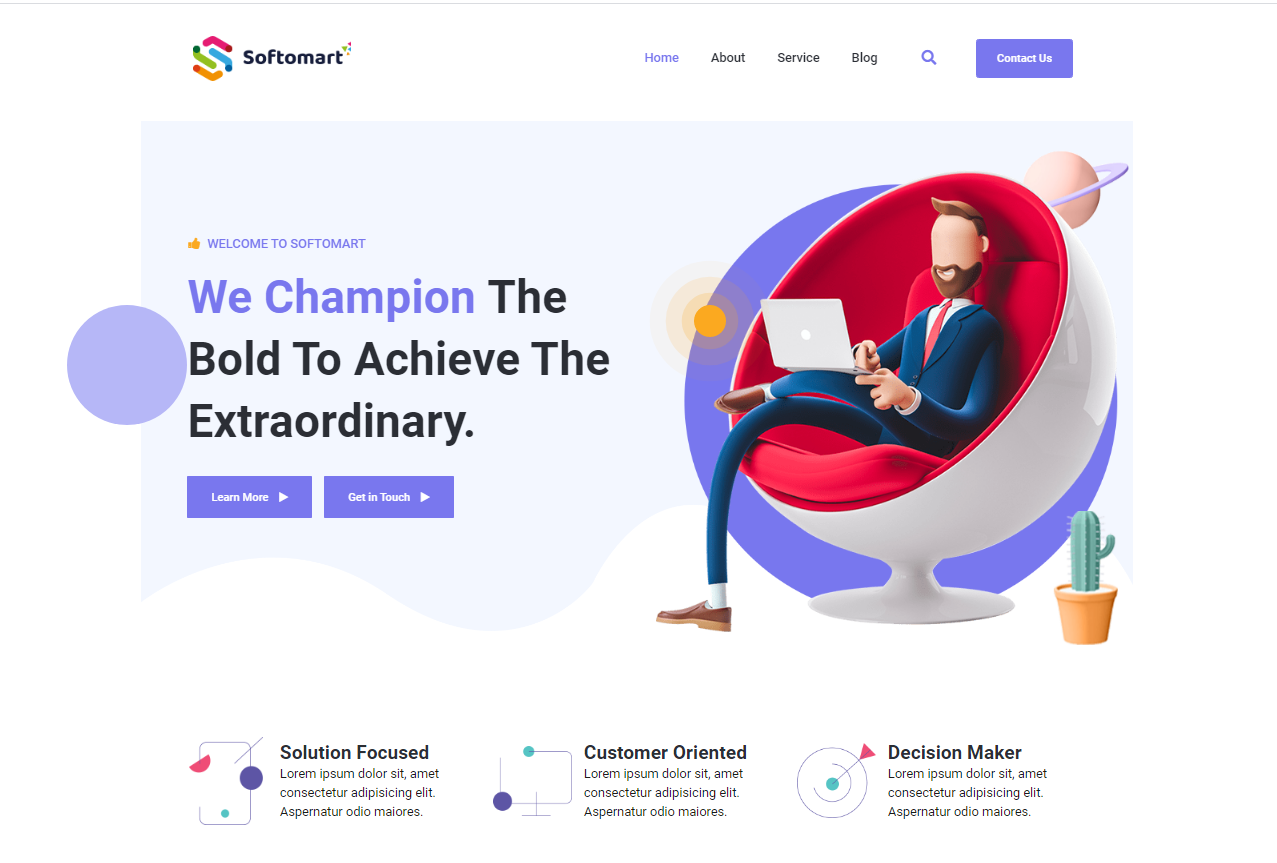 Softomart
Home About Service Blog Contact Us
WELCOME TO SOFTOMART
We Champion The
Bold To Achieve The
Extraordinary.
Learn More Get in Touch
Solution Focused
Lorem ipsum dolor sit, amet
consectetur adipisicing elit.
Aspernatur odio maiores.
Customer Oriented
Lorem ipsum dolor sit, amet
consectetur adipisicing elit.
Aspernatur odio maiores.
Decision Maker
Lorem ipsum dolor sit, amet
consectetur adipisicing elit.
Aspernatur odio maiores.